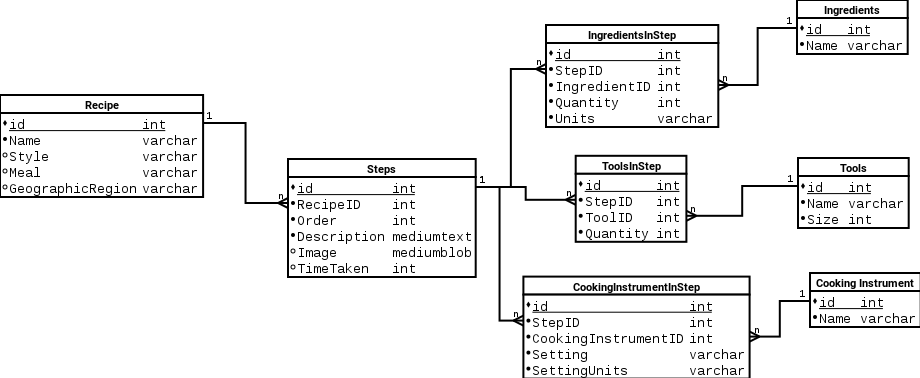 Ingredients
id int
Name varchar
1
n
IngredientsInStep
id int
StepID int
IngredientID int
Quantity int
Units varchar
n
Recipe
id int
Name varchar
Style varchar
Meal varchar
GeographicRegion varchar
1
n
Steps
id int
RecipeID int
Order int
Description mediumtext
Image mediumblob
TimeTaken int
1
n
ToolsInStep
id int
StepID int
ToolID int
Quantity int
n
1
Tools
id int
Name varchar
Size int
n
CookingInstrumentInStep
id int
StepID int
CookingInstrumentID int
Setting varchar
SettingUnits varchar
n
1
Cooking Instrument
id int
Name varchar